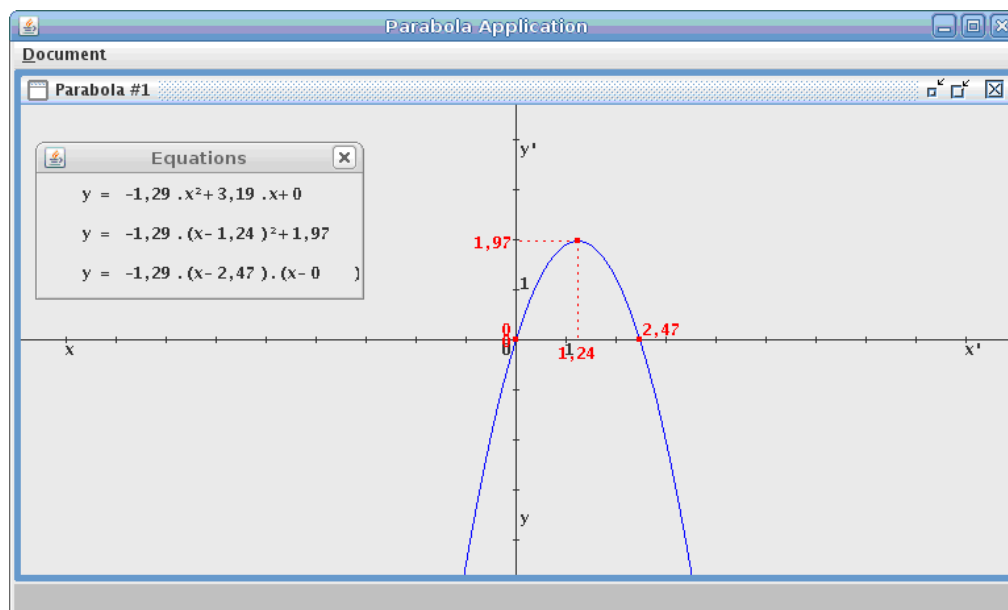 Parabola Application
Document
Parabola #1
Equations
y = -1,29 .x²+ 3,19 .x+ 0
y = -1,29 .(x- 1,24 )²+ 1,97
y = -1,29 .(x- 2,47 ).(x- 0 )
y'
1,97
1
0
2,47
x
0
1
1,24
x'
y